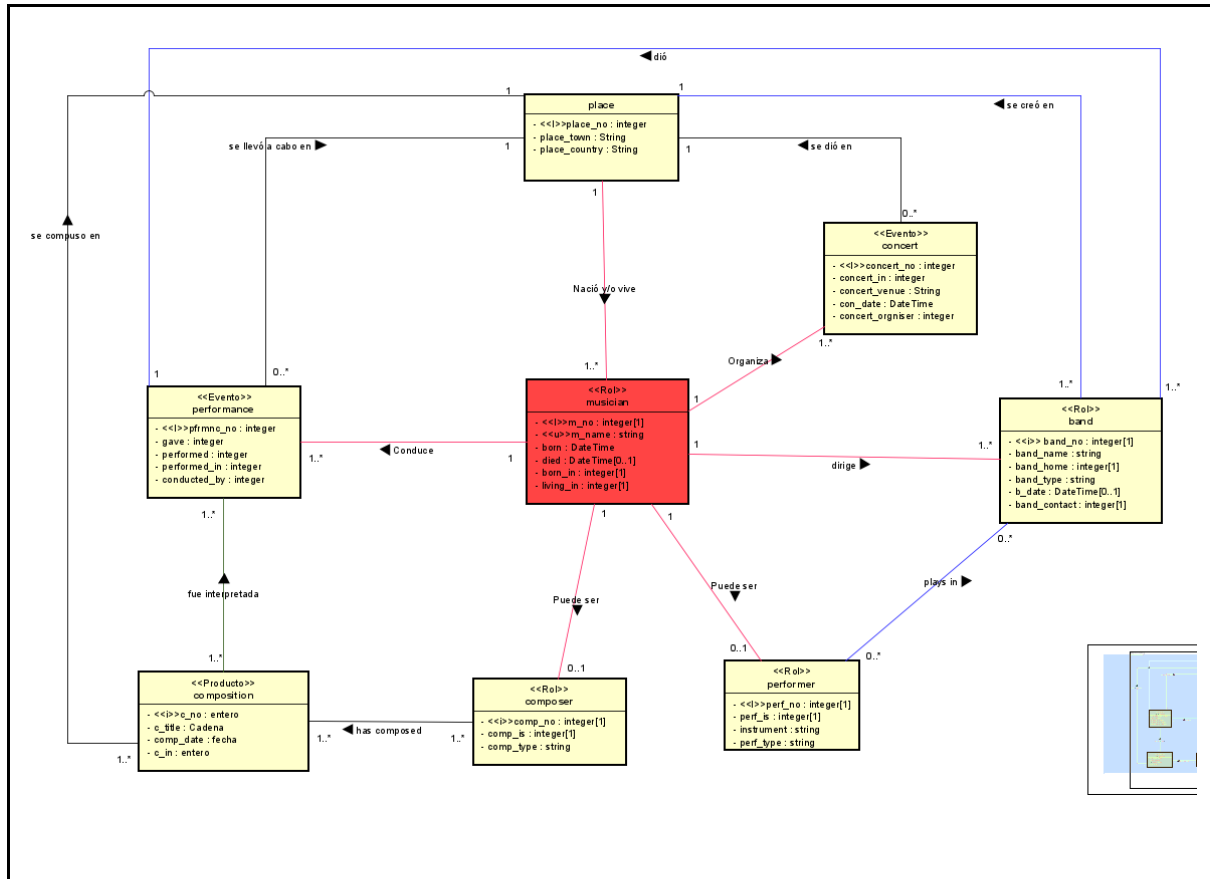 dió
1
1
1
place
- <<I>>place_no : integer
- place_town : String
- place_country : String
se creó en
se llevó a cabo en
1
1
se dió en
1
0..*
se compuso en
<<Evento>>
concert
- <<I>>concert_no : integer
- concert_in : integer
- concert_venue : String
- con_date : DateTime
- concert_orgniser : integer
Nació y/o vive
1..*
Organiza
1..*
1
0..*
<<Evento>>
performance
- <<I>>pfrmnc_no : integer
- gave : integer
- performed : integer
- performed_in : integer
- conducted_by : integer
1..*
Conduce
1
<<Rol>>
musician
- <<I>>m_no : integer[1]
- <<u>>m_name : string
- born : DateTime
- died : DateTime[0..1]
- born_in : integer[1]
- living_in : integer[1]
1
1
dirige
1..*
1..*
1..*
<<Rol>>
band
- <<i>> band_no : integer[1]
- band_name : string
- band_home : integer[1]
- band_type : string
- b_date : DateTime[0..1]
- band_contact : integer[1]
1..*
1
1
0..*
fue interpretada
Puede ser
Puede ser
plays in
1..*
0..1
0..1
0..*
<<Producto>>
composition
- <<i>>c_no : entero
- c_title : Cadena
- comp_date : fecha
- c_in : entero
1..*
1..*
has composed
1..*
<<Rol>>
composer
- <<i>>comp_no : integer[1]
- comp_is : integer[1]
- comp_type : string
<<Rol>>
performer
- <<I>>perf_no : integer[1]
- perf_is : integer[1]
- instrument : string
- perf_type : string